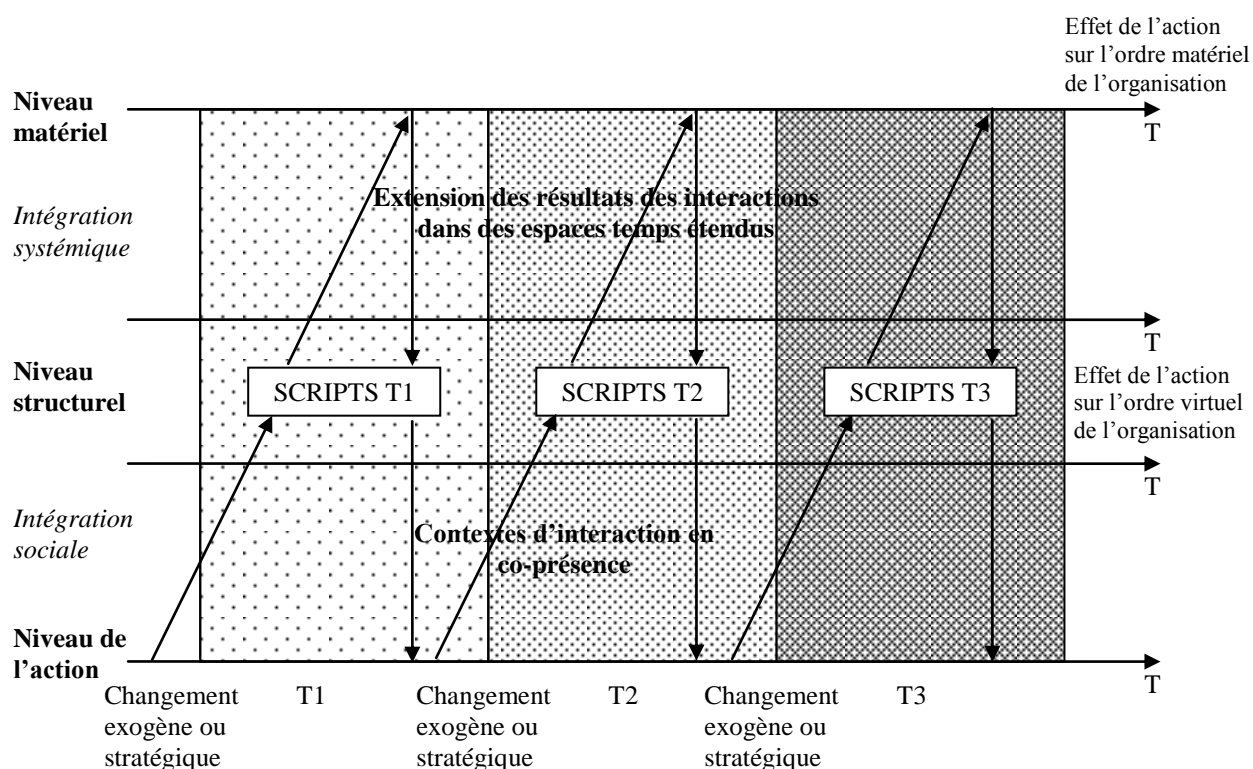 Effet de l’action
sur l’ordre matériel
de l’organisation
Niveau
matériel
T
Intégration
systémique
Extension des résultats des interactions
dans des espaces temps étendus
T
Niveau
structurel
SCRIPTS T1
SCRIPTS T2
SCRIPTS T3
Effet de l’action
sur l’ordre virtuel
de l’organisation
T
Intégration
sociale
Contextes d’interaction en
co-présence
Niveau de
l’action
T
Changement
exogène ou
stratégique
T1
Changement
exogène ou
stratégique
T2
Changement
exogène ou
stratégique
T3